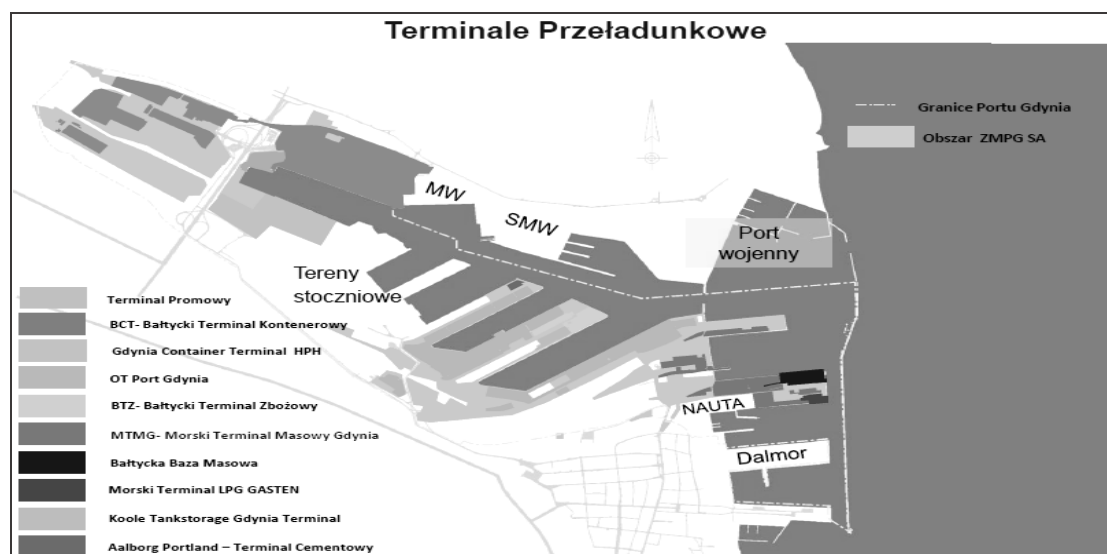 Terminale Przeładunkowe
Granice Portu Gdynia
Obszar ZMPG SA
MW
SMW
Port
wojenny
Tereny
stoczniowe
NAUTA
Dalmor
Terminal Promowy
BCT- Bałtycki Terminal Kontenerowy
Gdynia Container Terminal HPH
OT Port Gdynia
BTZ- Bałtycki Terminal Zbożowy
MTMG- Morski Terminal Masowy Gdynia
Bałtycka Baza Masowa
Morski Terminal LPG GASTEN
Koole Tankstorage Gdynia Terminal
Aalborg Portland – Terminal Cementowy